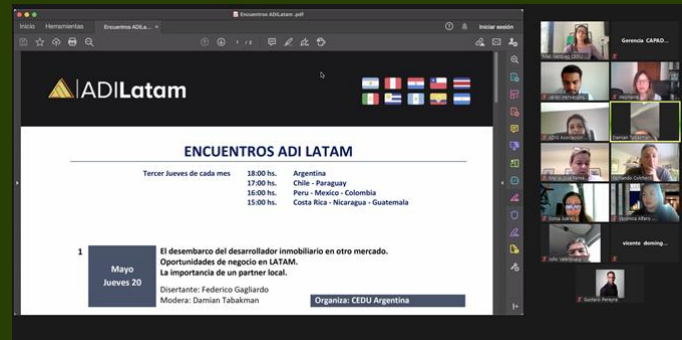 Encuentros ADILatam .pdf
Inicio Herramientas Encuentros ADILa... × Iniciar sesión
ADILatam
ENCUENTROS ADI LATAM
Tercer Jueves de cada mes 18:00 hs. Argentina
17:00 hs. Chile - Paraguay
16:00 hs. Peru - Mexico - Colombia
15:00 hs. Costa Rica - Nicaragua - Guatemala
1 El desembarco del desarrollador inmobiliario en otro mercado.
Oportunidades de negocio en LATAM.
Mayo La importancia de un partner local.
Jueves 20
Disertante: Federico Gagliardo
Modera: Damian Tabakman Organiza: CEDU Argentina
Gerencia CAPAD...
Damian Tabakman
Fernando Colchero
vicente doming...
Gustavo Pereyra